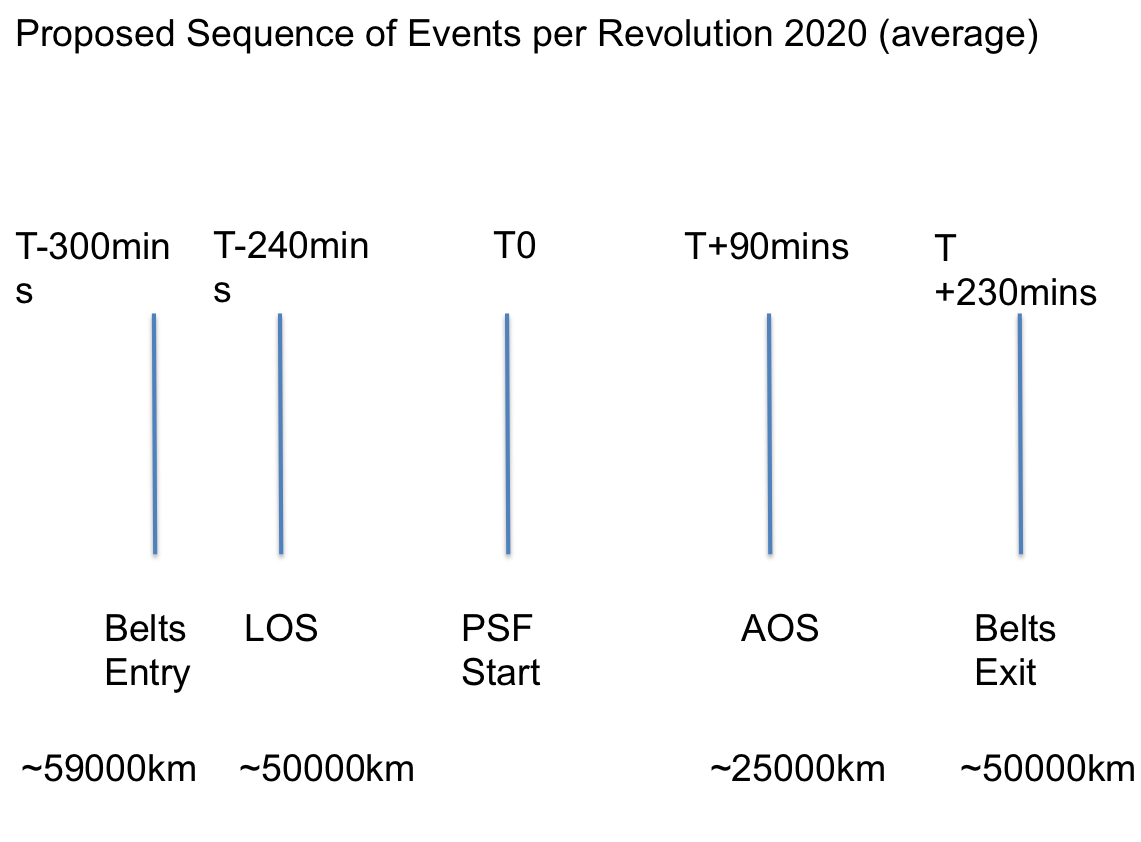 Proposed Sequence of Events per Revolution 2020 (average)
T-300min
s
T-240min
s
T0
T+90mins
T
+230mins
Belts
Entry
LOS
PSF
Start
AOS
Belts
Exit
~59000km
~50000km
~25000km
~50000km